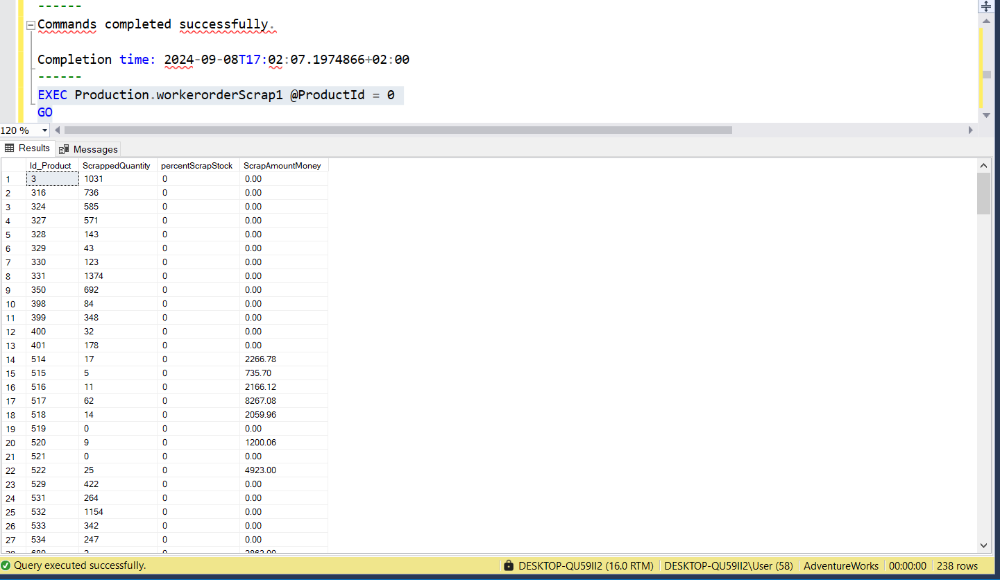 ------
Commands completed successfully.
Completion time: 2024-09-08T17:02:07.1974866+02:00
------
EXEC Production.workerorderScrap1 @ProductId = 0
GO
120 %
Results Messages
Id_Product ScrappedQuantity percentScrapStock ScrapAmountMoney
1 3 1031 0 0.00
2 316 736 0 0.00
3 324 585 0 0.00
4 327 571 0 0.00
5 328 143 0 0.00
6 329 43 0 0.00
7 330 123 0 0.00
8 331 1374 0 0.00
9 350 692 0 0.00
10 398 84 0 0.00
11 399 348 0 0.00
12 400 32 0 0.00
13 401 178 0 0.00
14 514 17 0 2266.78
15 515 5 0 735.70
16 516 11 0 2166.12
17 517 62 0 8267.08
18 518 14 0 2059.96
19 519 0 0 0.00
20 520 9 0 1200.06
21 521 0 0 0.00
22 522 25 0 4923.00
23 529 422 0 0.00
24 531 264 0 0.00
25 532 1154 0 0.00
26 533 342 0 0.00
27 534 247 0 0.00
Query executed successfully. DESKTOP-QU59II2 (16.0 RTM) DESKTOP-QU59II2\User (58) AdventureWorks 00:00:00 238 rows